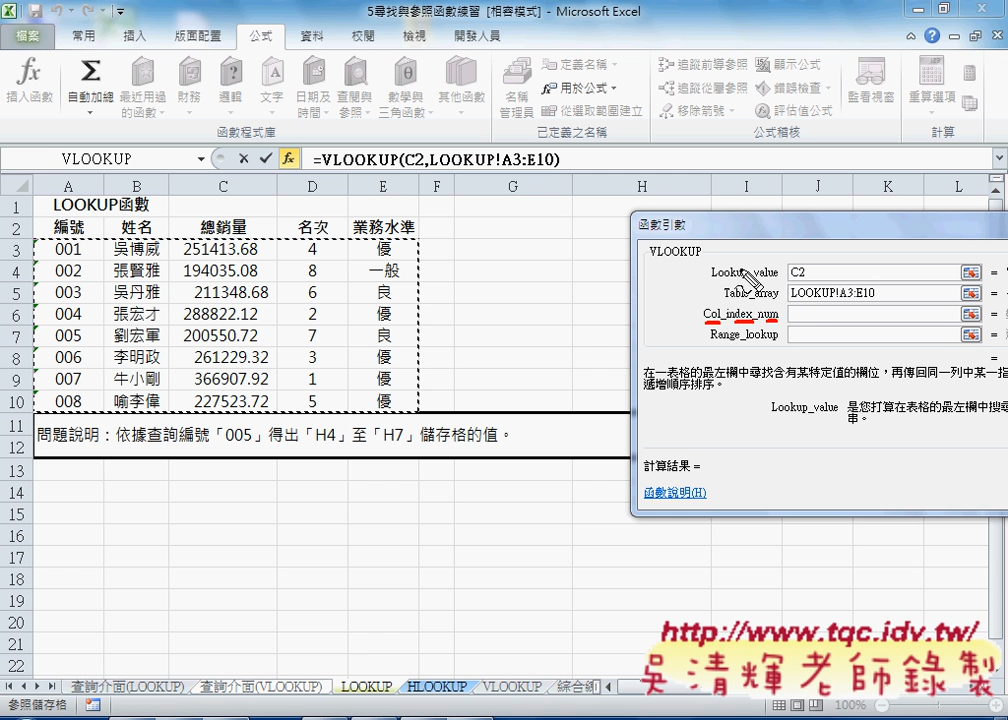 5尋找與參照函數練習 [相容模式] - Microsoft Excel
檔案 常用 插入 版面配置 公式 資料 校閱 檢視 開發人員
插入函數 自動加總 最近用過的函數 財務 邏輯 文字 日期及時間 查閱與參照 數學與三角函數 其他函數 名稱管理員 定義名稱 用於公式 從選取範圍建立 追蹤前導參照 追蹤從屬參照 移除箭號 顯示公式 錯誤檢查 評估值公式 監看視窗 重算選項
函數程式庫 已定義之名稱 公式稽核 計算
VLOOKUP fx =VLOOKUP(C2,LOOKUP!A3:E10)
A B C D E F G H I J K L
1 LOOKUP函數
2 編號 姓名 總銷量 名次 業務水準
3 001 吳博威 251413.68 4 優
4 002 張賢雅 194035.08 8 一般
5 003 吳丹雅 211348.68 6 良
6 004 張宏才 288822.12 2 優
7 005 劉宏軍 200550.72 7 良
8 006 李明政 261229.32 3 優
9 007 牛小剛 366907.92 1 優
10 008 喻李偉 227523.72 5 優
11
問題說明：依據查詢編號「005」得出「H4」至「H7」儲存格的值。
12
13
14
15
16
17
18
19
20
21
22
函數引數
VLOOKUP
Lookup_value C2 =
Table_array LOOKUP!A3:E10 =
Col_index_num =
Range_lookup =
=
在一表格的最左欄中尋找含有某特定值的欄位，再傳回同一列中某一指
遞增順序排序。
Lookup_value 是您打算在表格的最左欄中搜尋
串。
計算結果 =
函數說明(H)
http://www.tqc.idv.tw/
吳清輝老師錄製
查詢介面(LOOKUP) 查詢介面(VLOOKUP) LOOKUP HLOOKUP VLOOKUP 綜合練
參照儲存格 100%